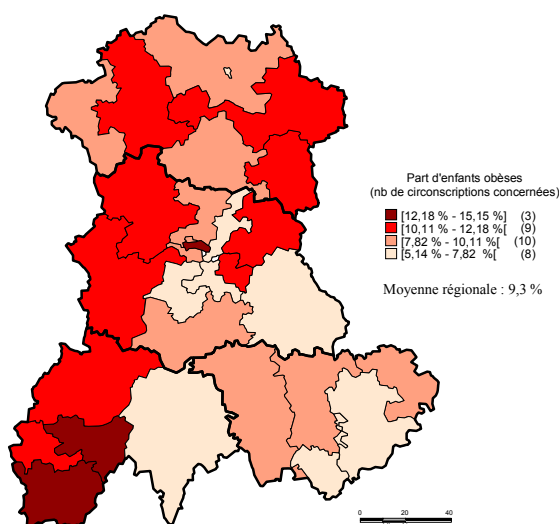 Part d'enfants obèses
(nb de circonscriptions concernées)
[12,18 % - 15,15 %] (3)
[10,11 % - 12,18 %[ (9)
[7,82 % - 10,11 %[ (10)
[5,14 % - 7,82 %[ (8)
Moyenne régionale : 9,3 %
0 20 40